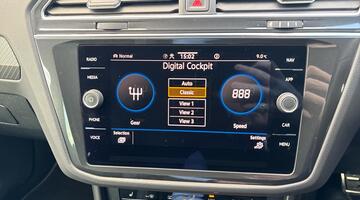 RADIO
MEDIA
PHONE
VOICE
Normal
15:02
9.0°C
Digital Cockpit
Auto
Classic
View 1
View 2
View 3
Gear
888
Speed
Selection
Settings
NAV
APP
CAR
MENU